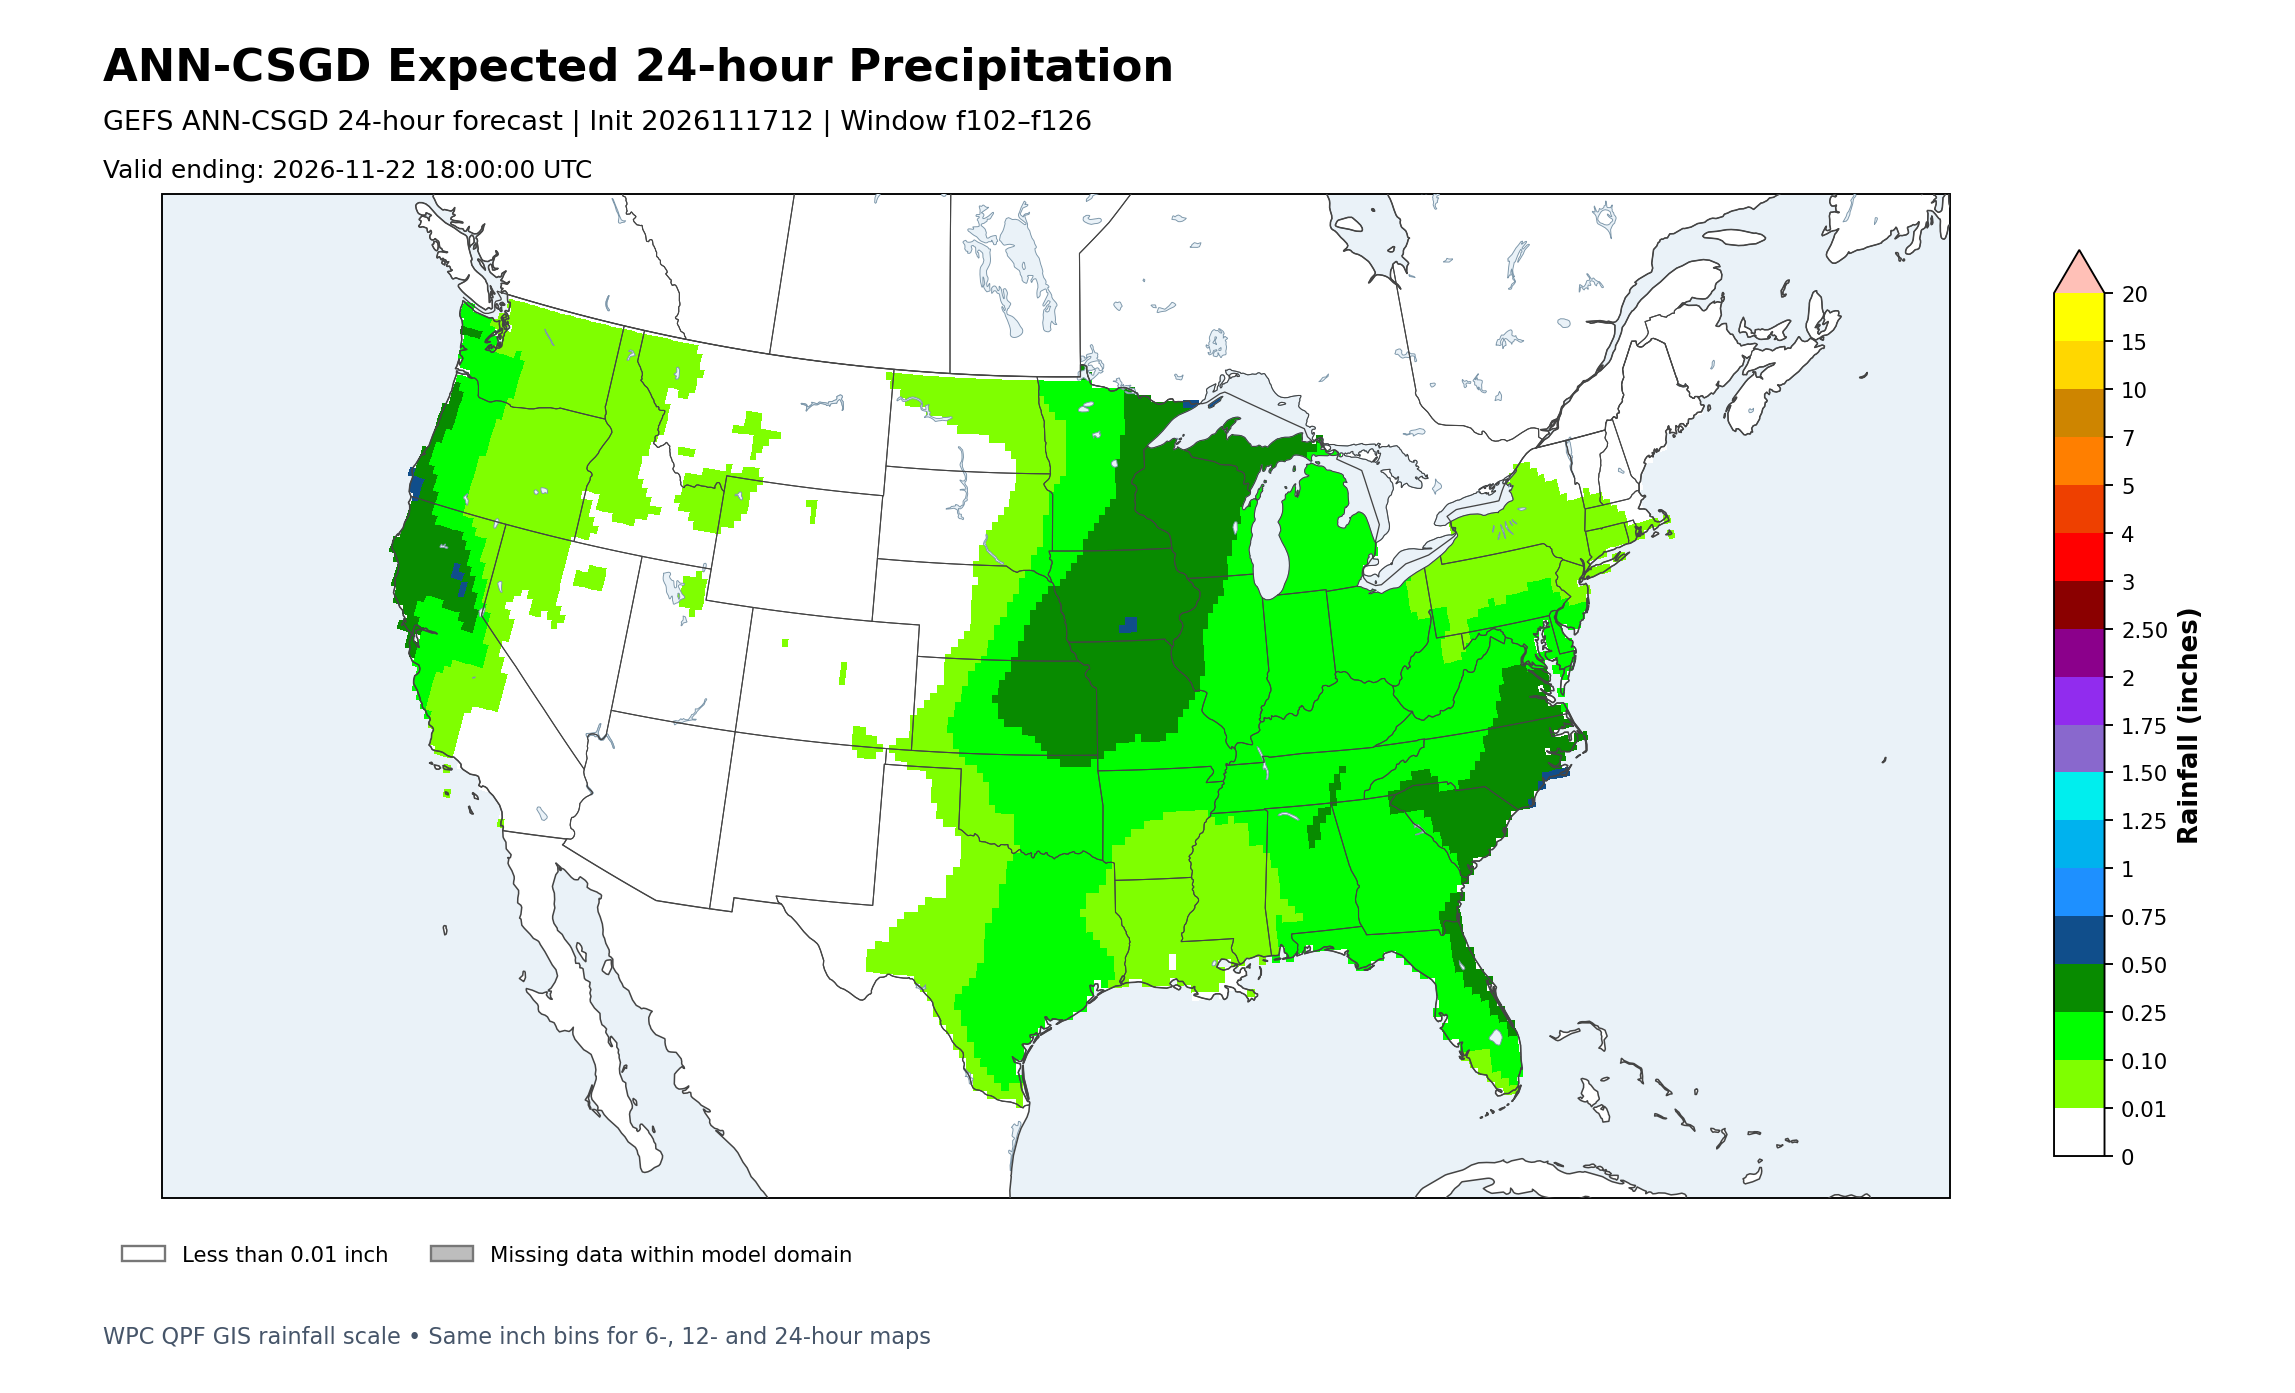 ANN-CSGD Expected 24-hour Precipitation
GEFS ANN-CSGD 24-hour forecast | Init 2026111712 | Window f102–f126
Valid ending: 2026-11-22 18:00:00 UTC
20
15
10
7
5
4
3
2.50
2
1.75
1.50
1.25
1
0.75
0.50
0.25
0.10
0.01
0
Rainfall (inches)
Less than 0.01 inch
Missing data within model domain
WPC QPF GIS rainfall scale • Same inch bins for 6-, 12- and 24-hour maps